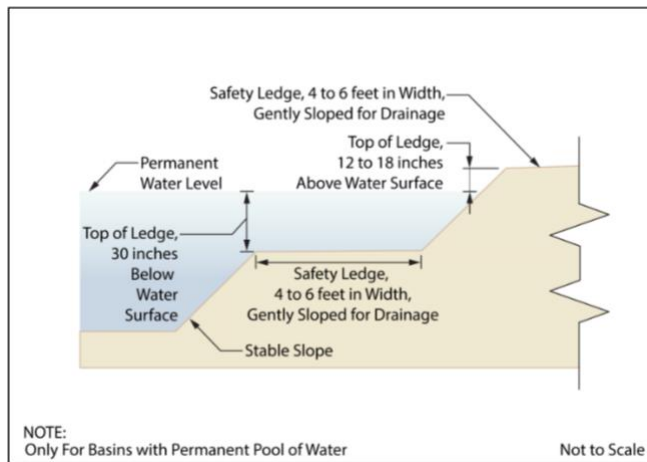 Safety Ledge, 4 to 6 feet in Width,
Gently Sloped for Drainage
Top of Ledge,
12 to 18 inches
Above Water Surface
Permanent
Water Level
Top of Ledge,
30 inches
Below
Water
Surface
Safety Ledge,
4 to 6 feet in Width,
Gently Sloped for Drainage
Stable Slope
NOTE:
Only For Basins with Permanent Pool of Water
Not to Scale